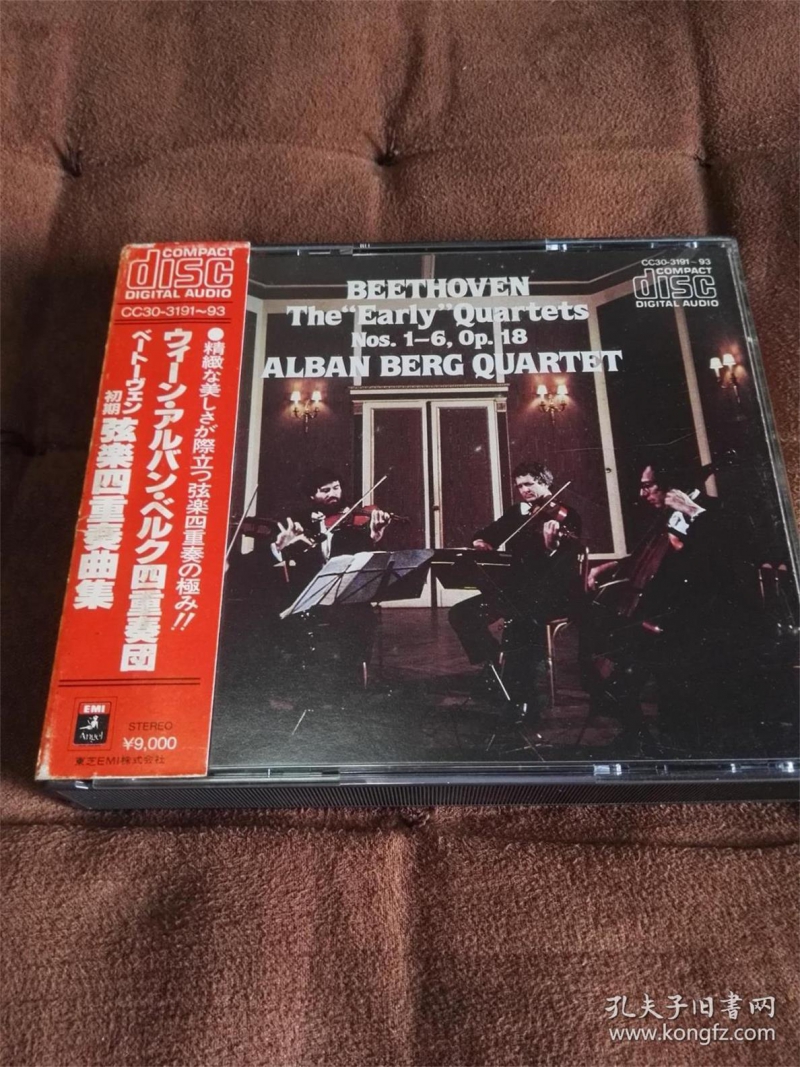 COMPACT
disc
DIGITAL AUDIO
CC30-3191~93
●精緻な美しさが際立つ弦楽四重奏の極み!!
ウィーン・アルバン・ベルク四重奏団
ベートーヴェン
初期 弦楽四重奏曲集
EMI
Angel
STEREO
¥9,000
東芝EMI株式会社
CC30-3191~93
COMPACT
disc
DIGITAL AUDIO
BEETHOVEN
The "Early" Quartets
Nos. 1-6, Op. 18
ALBAN BERG QUARTET
孔夫子旧书网
www.kongfz.com